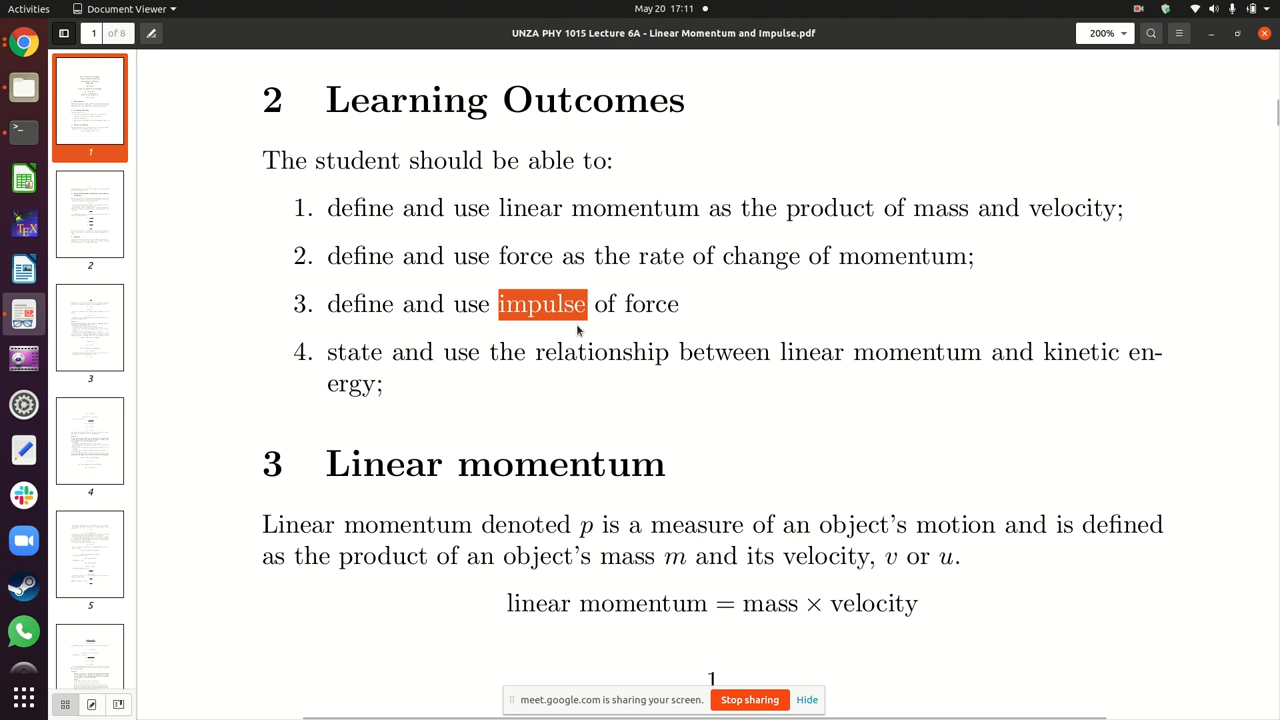 Activities
Document Viewer
May 20 17:11
1 of 8
UNZA PHY 1015 Lecture 6A - Linear Momentum and Impulse.pdf
200%
2 Learning Outcomes
The student should be able to:
1. define and use linear momentum as the product of mass and velocity;
2. define and use force as the rate of change of momentum;
3. define and use impulse of force
4. state and use the relationship between linear momentum and kinetic en-
ergy;
3 Linear momentum
Linear momentum denoted p is a measure of an object's motion and is defined
as the product of an object's mass m and its velocity, v or u.
linear momentum = mass × velocity
1
1
2
3
4
5
TEX
meet.google.com is sharing your screen.
Stop sharing
Hide